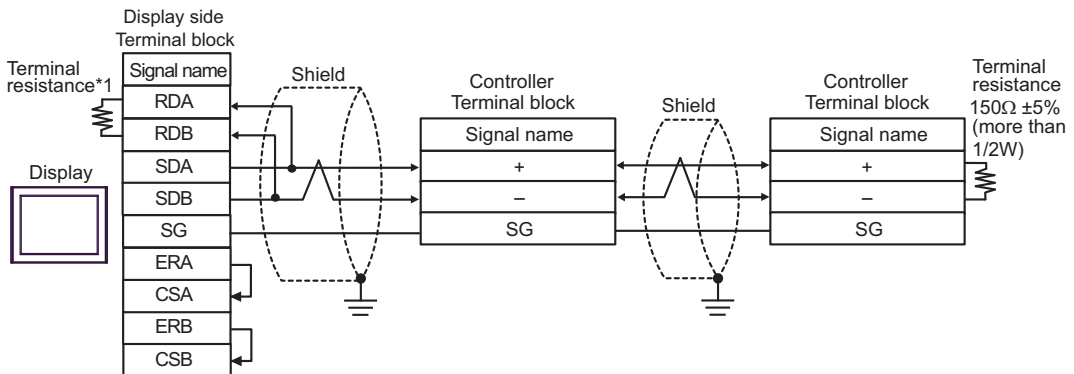 Display side
Terminal block
Terminal
resistance*1
Signal name
RDA
RDB
SDA
SDB
SG
ERA
CSA
ERB
CSB
Display
Shield
Controller
Terminal block
Signal name
+
–
SG
Shield
Controller
Terminal block
Signal name
+
–
SG
Terminal
resistance
150Ω ±5%
(more than
1/2W)